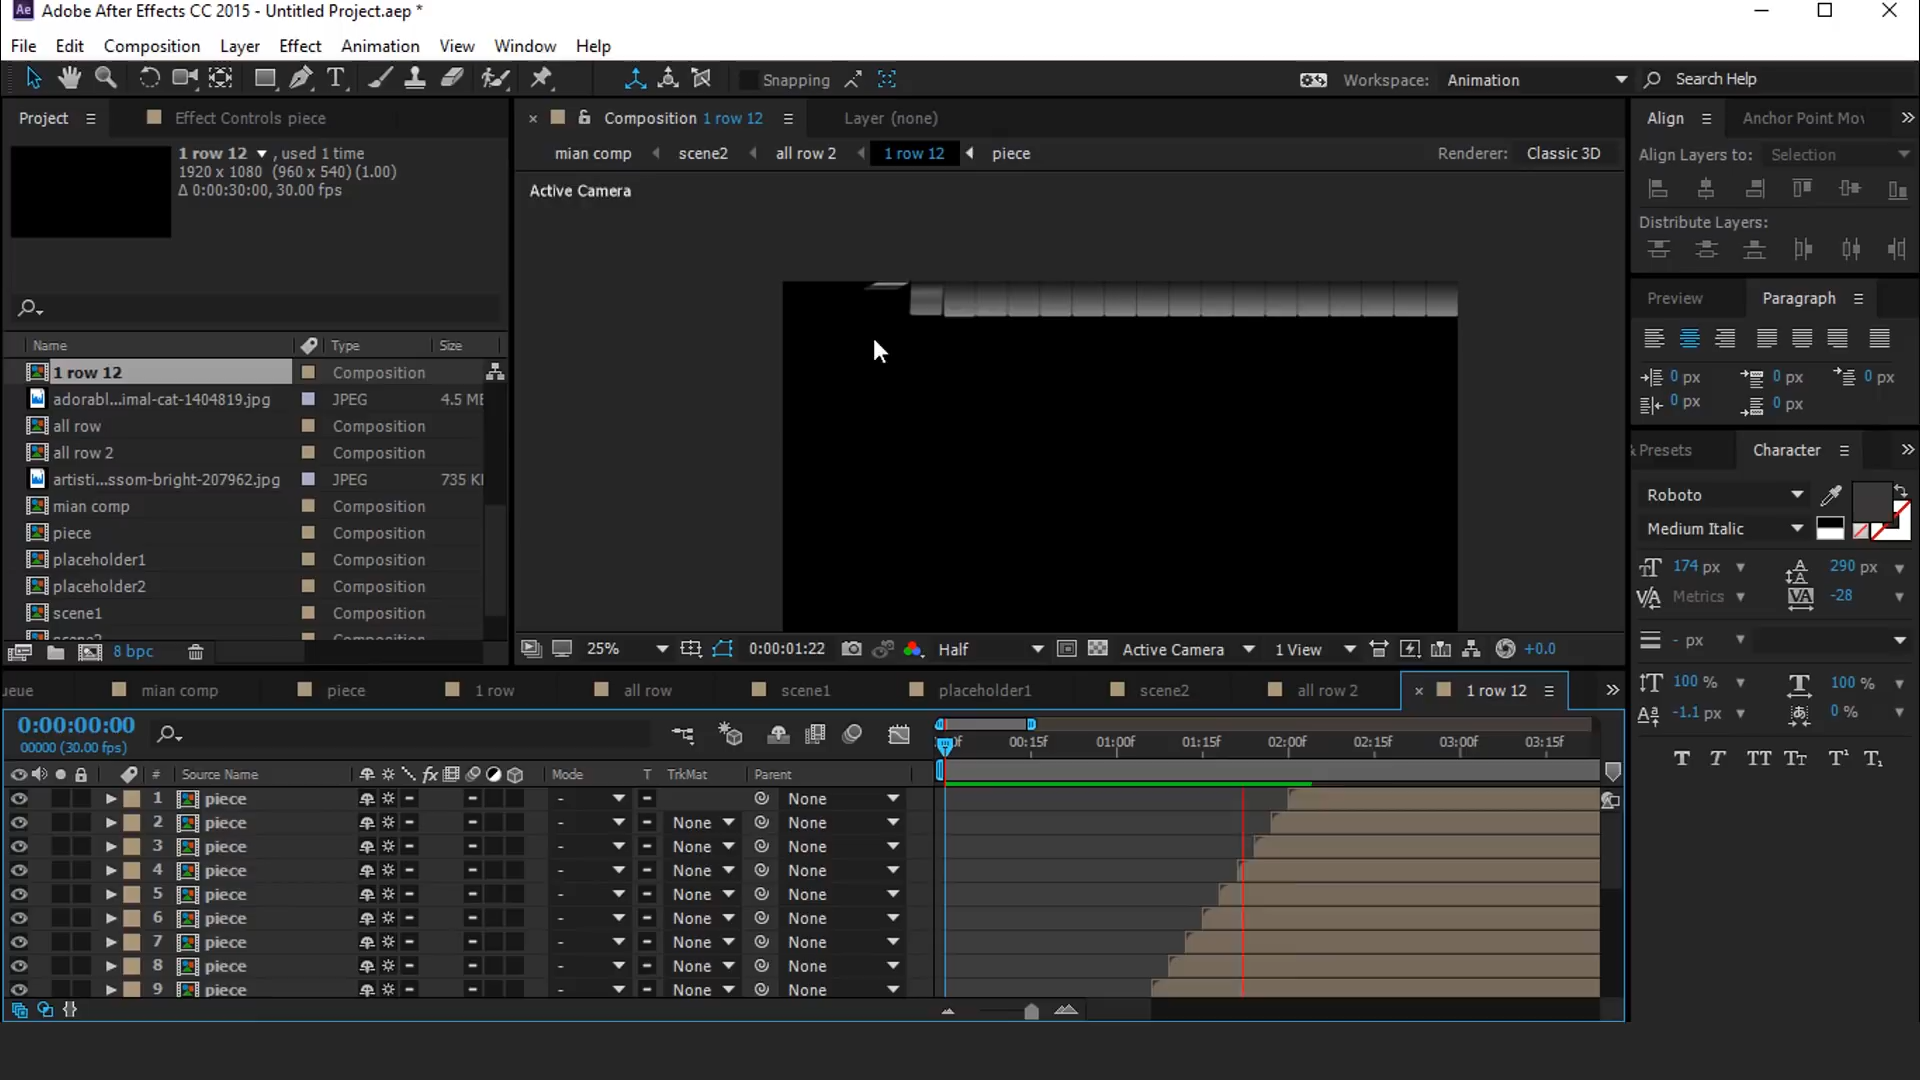 Ae Adobe After Effects CC 2015 - Untitled Project.aep *
File Edit Composition Layer Effect Animation View Window Help
Snapping Workspace: Animation Search Help
Project Effect Controls piece Composition 1 row 12 Layer (none) Align Anchor Point Mov
1 row 12 , used 1 time
1920 x 1080 (960 x 540) (1.00)
Δ 0:00:30:00, 30.00 fps
mian comp scene2 all row 2 1 row 12 piece Renderer: Classic 3D
Align Layers to: Selection
Active Camera
Distribute Layers:
Preview Paragraph
Name Type Size
1 row 12 Composition
adorabl...imal-cat-1404819.jpg JPEG 4.5 ME
all row Composition
all row 2 Composition
artisti...ssom-bright-207962.jpg JPEG 735 KI
mian comp Composition
piece Composition
placeholder1 Composition
placeholder2 Composition
scene1 Composition
scene2 Composition
8 bpc
0 px 0 px 0 px
0 px 0 px
& Presets Character
Roboto
Medium Italic
174 px 290 px
Metrics -28
- px
100 % 100 %
-1.1 px 0 %
T T TT Tt T¹ T₁
25% 0:00:01:22 Half Active Camera 1 View +0.0
ueue mian comp piece 1 row all row scene1 placeholder1 scene2 all row 2 1 row 12
0:00:00:00
00000 (30.00 fps)
00:15f 01:00f 01:15f 02:00f 02:15f 03:00f 03:15f
# Source Name fx Mode T TrkMat Parent
1 piece - None
2 piece - None None
3 piece - None None
4 piece - None None
5 piece - None None
6 piece - None None
7 piece - None None
8 piece - None None
9 piece - None None